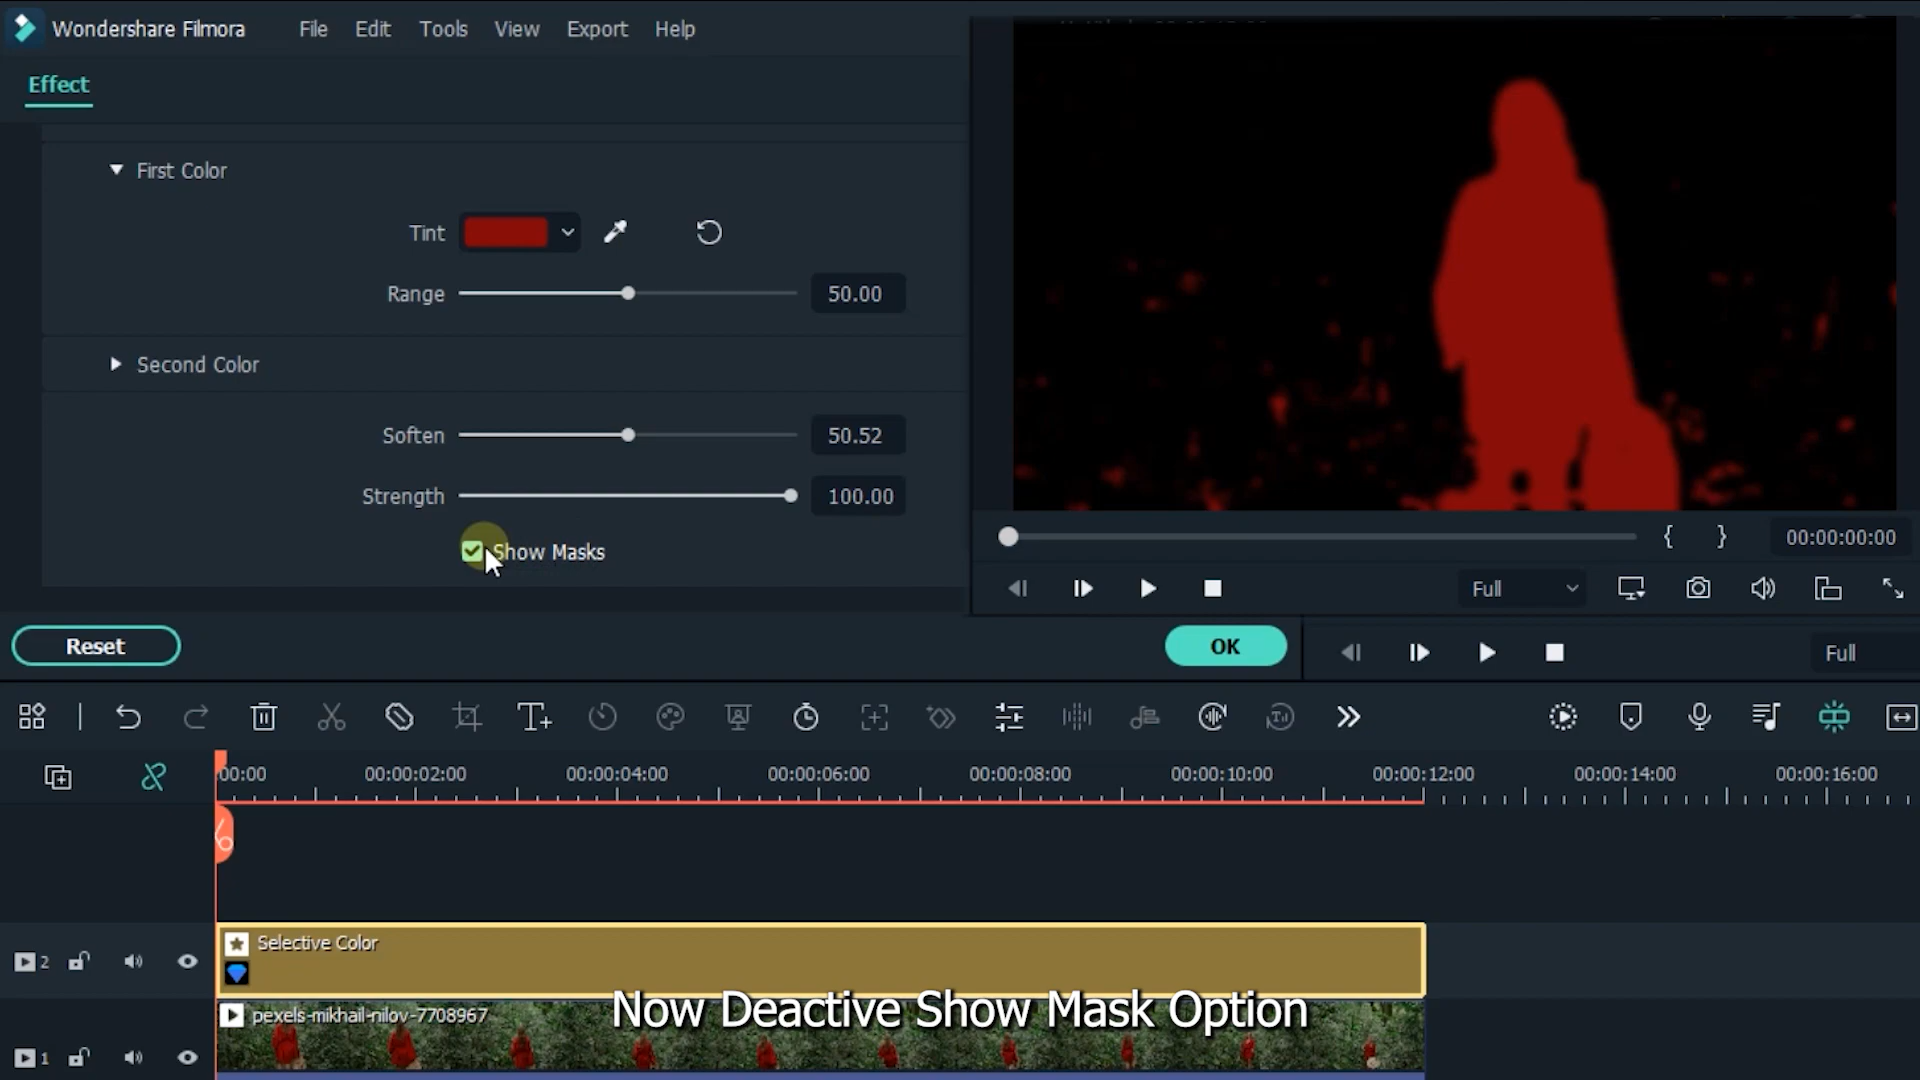 Wondershare Filmora
File
Edit
Tools
View
Export
Help
Effect
First Color
Tint
Range
50.00
Second Color
Soften
50.52
Strength
100.00
Show Masks
00:00:00:00
Full
Reset
OK
Full
00:00
00:00:02:00
00:00:04:00
00:00:06:00
00:00:08:00
00:00:10:00
00:00:12:00
00:00:14:00
00:00:16:00
2
Selective Color
Now Deactive Show Mask Option
pexels-mikhail-nilov-7708967
1